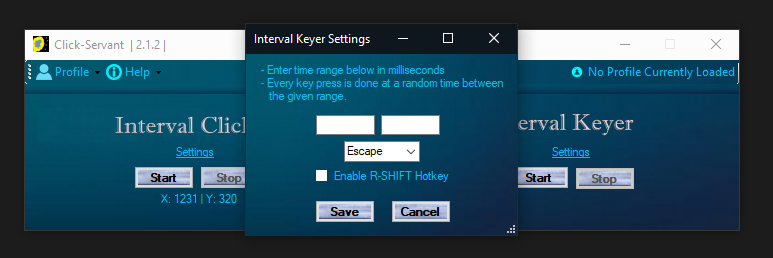 Click-Servant | 2.1.2 |
Profile
Help
No Profile Currently Loaded
Interval Click
Settings
Start
Stop
X: 1231 | Y: 320
Interval Keyer Settings
- Enter time range below in milliseconds
- Every key press is done at a random time between
the given range.
Escape
Enable R-SHIFT Hotkey
Save
Cancel
erval Keyer
Settings
Start
Stop